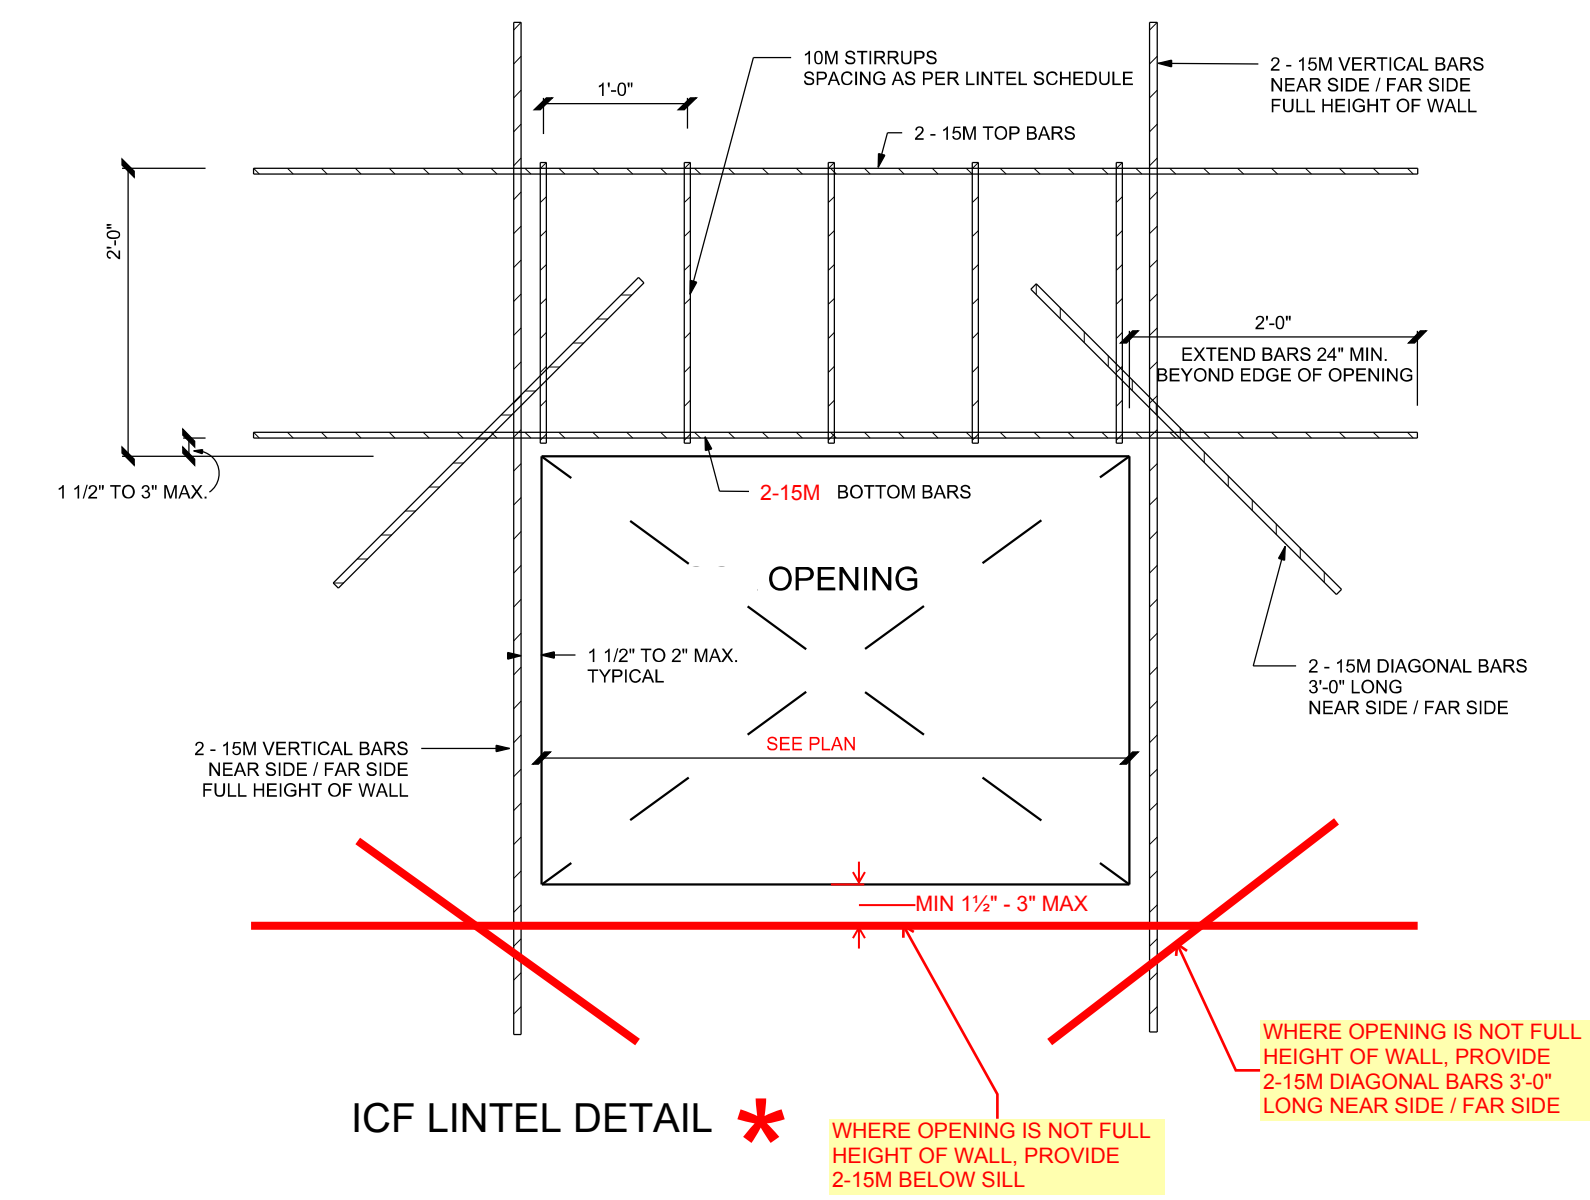 10M STIRRUPS
SPACING AS PER LINTEL SCHEDULE
2 - 15M VERTICAL BARS
NEAR SIDE / FAR SIDE
FULL HEIGHT OF WALL
1'-0"
2 - 15M TOP BARS
2'-0"
2'-0"
EXTEND BARS 24" MIN.
BEYOND EDGE OF OPENING
1 1/2" TO 3" MAX.
2-15M BOTTOM BARS
OPENING
1 1/2" TO 2" MAX.
TYPICAL
2 - 15M DIAGONAL BARS
3'-0" LONG
NEAR SIDE / FAR SIDE
2 - 15M VERTICAL BARS
NEAR SIDE / FAR SIDE
FULL HEIGHT OF WALL
SEE PLAN
MIN 1½" - 3" MAX
WHERE OPENING IS NOT FULL
HEIGHT OF WALL, PROVIDE
2-15M DIAGONAL BARS 3'-0"
LONG NEAR SIDE / FAR SIDE
ICF LINTEL DETAIL *
WHERE OPENING IS NOT FULL
HEIGHT OF WALL, PROVIDE
2-15M BELOW SILL